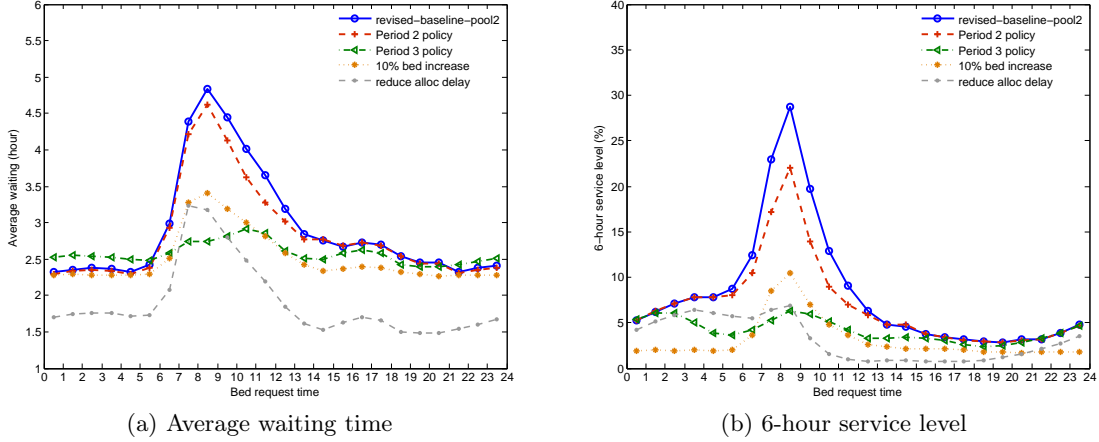 6
5.5
5
4.5
4
3.5
3
2.5
2
1.5
1
Average waiting (hour)
0 1 2 3 4 5 6 7 8 9 10 11 12 13 14 15 16 17 18 19 20 21 22 23 24
Bed request time
revised-baseline-pool2
Period 2 policy
Period 3 policy
10% bed increase
reduce alloc delay
(a) Average waiting time
40
35
30
25
20
15
10
5
0
6-hour service level (%)
0 1 2 3 4 5 6 7 8 9 10 11 12 13 14 15 16 17 18 19 20 21 22 23 24
Bed request time
revised-baseline-pool2
Period 2 policy
Period 3 policy
10% bed increase
reduce alloc delay
(b) 6-hour service level